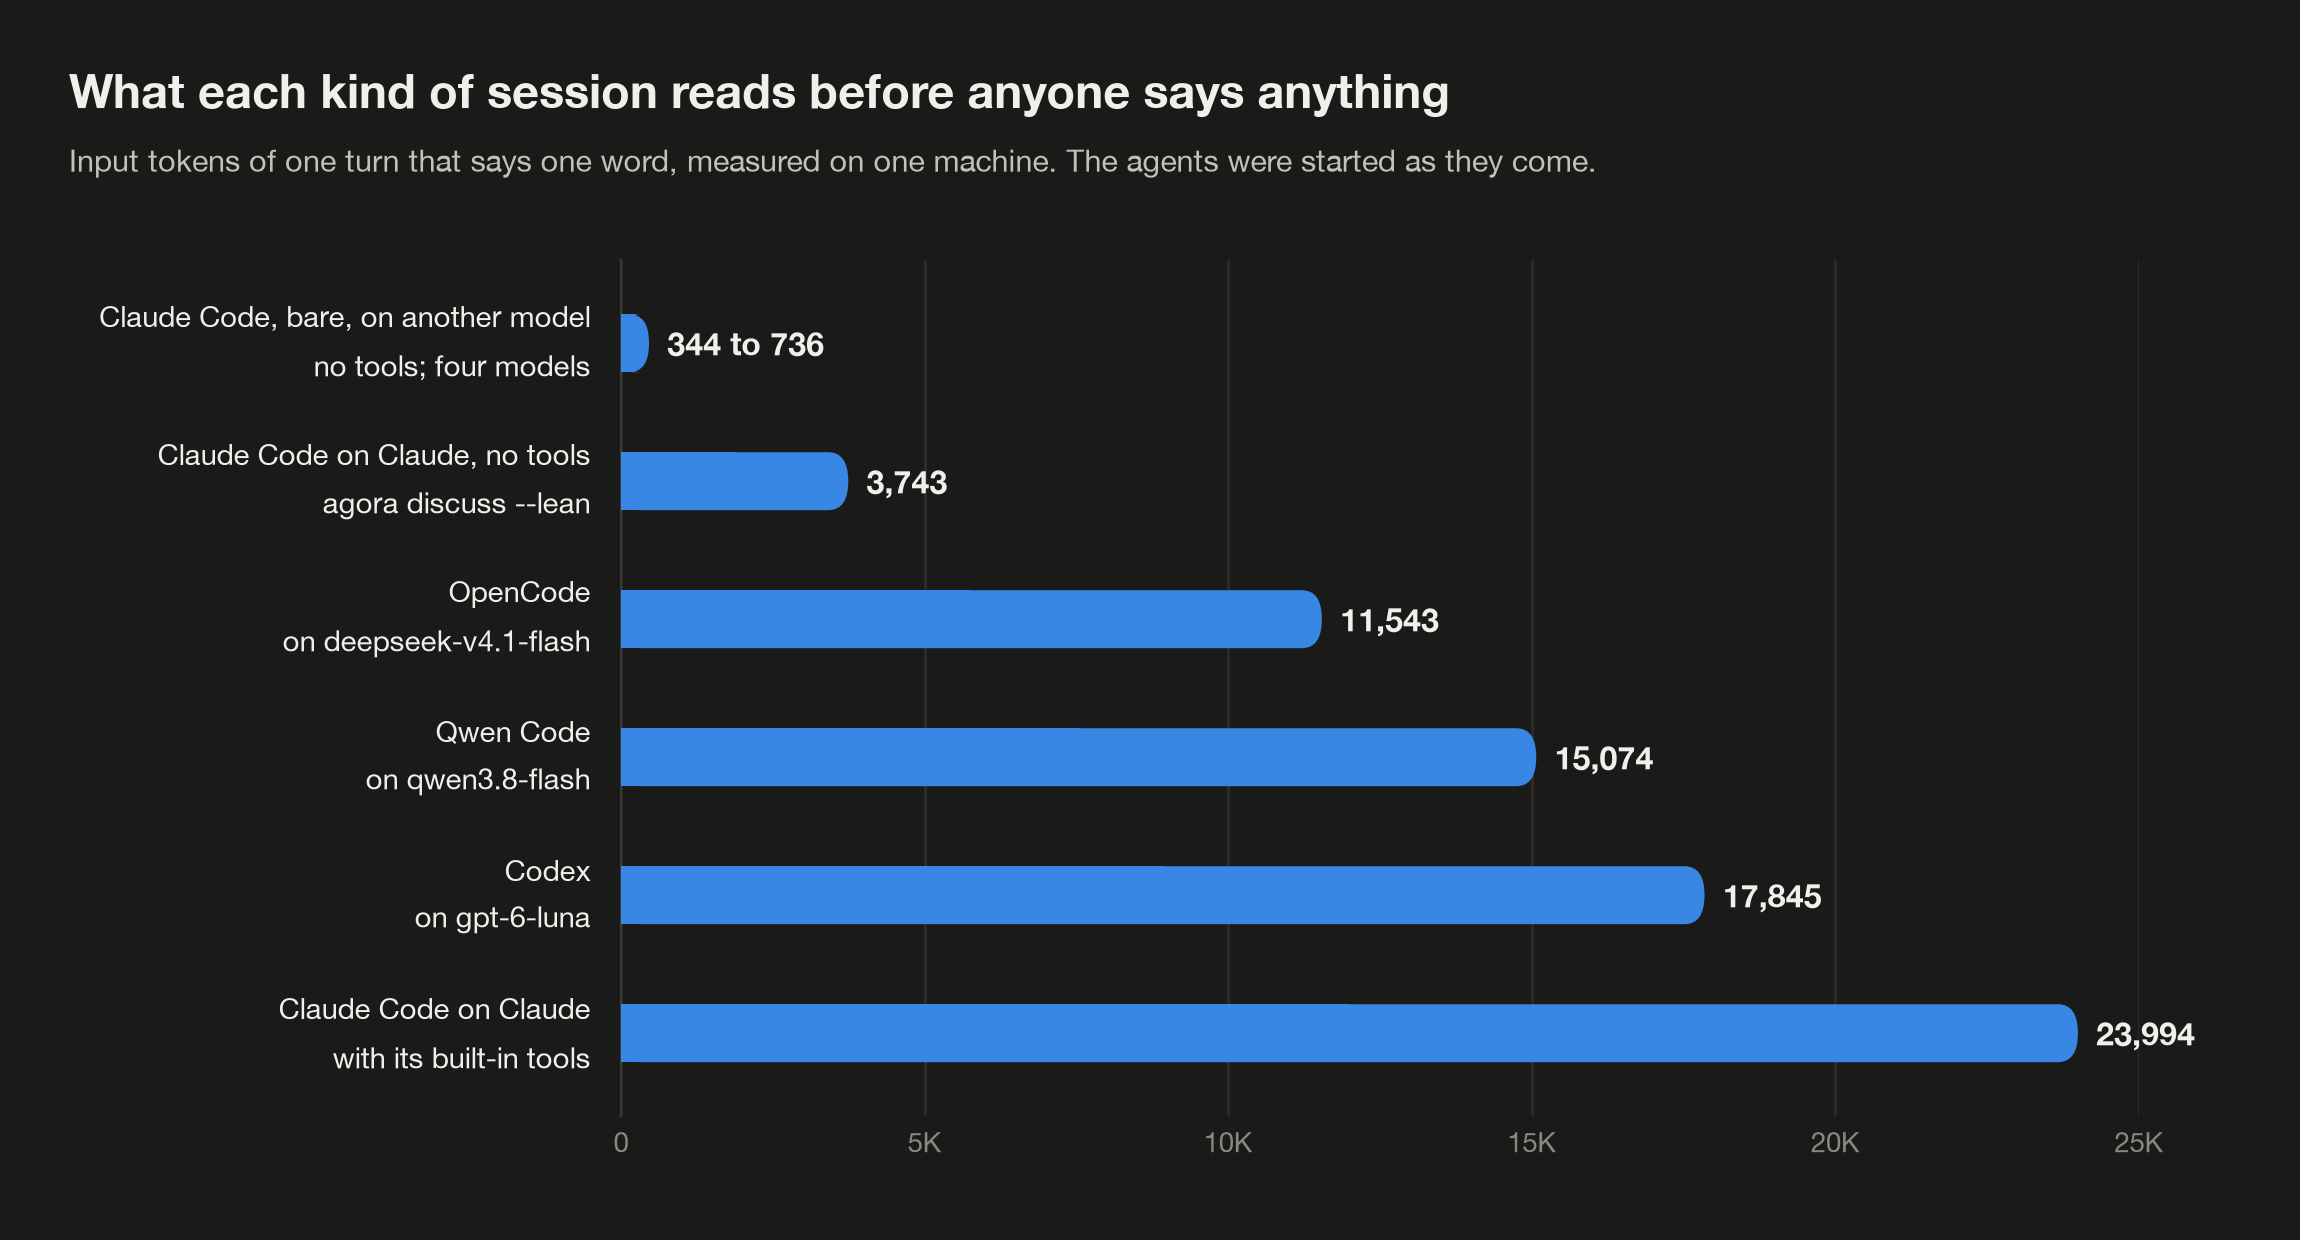 What each kind of session reads before anyone says anything
Input tokens of one turn that says one word, measured on one machine. The agents were started as they come.
Claude Code, bare, on another model
no tools; four models
344 to 736
Claude Code on Claude, no tools
agora discuss --lean
3,743
OpenCode
on deepseek-v4.1-flash
11,543
Qwen Code
on qwen3.8-flash
15,074
Codex
on gpt-6-luna
17,845
Claude Code on Claude
with its built-in tools
23,994
0 5K 10K 15K 20K 25K